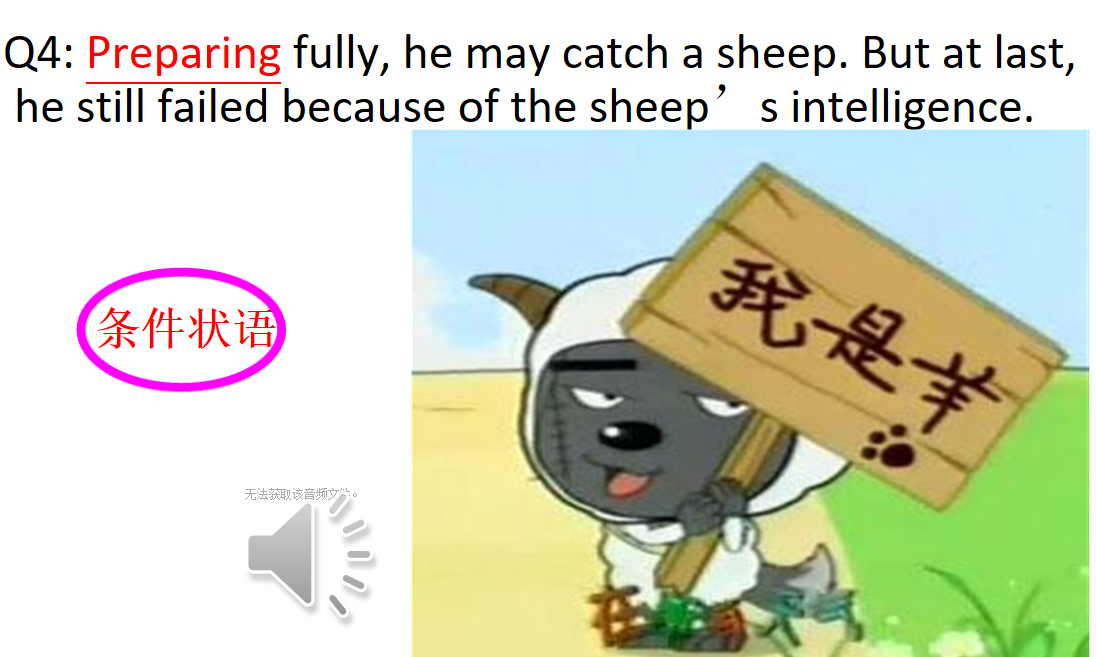 Q4: Preparing fully, he may catch a sheep. But at last,
he still failed because of the sheep’s intelligence.
我是羊
条件状语
无法获取该音频文件。